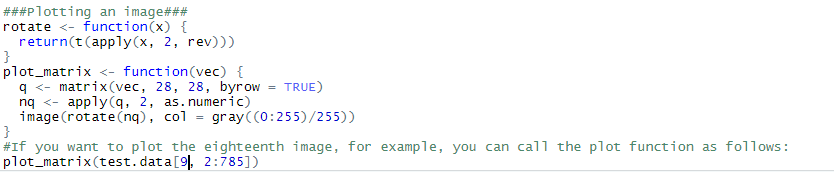 ###Plotting an image###
rotate <- function(x) {
  return(t(apply(x, 2, rev)))
}
plot_matrix <- function(vec) {
  q <- matrix(vec, 28, 28, byrow = TRUE)
  nq <- apply(q, 2, as.numeric)
  image(rotate(nq), col = gray((0:255)/255))
}
#If you want to plot the eighteenth image, for example, you can call the plot function as follows:
plot_matrix(test.data[9, 2:785])